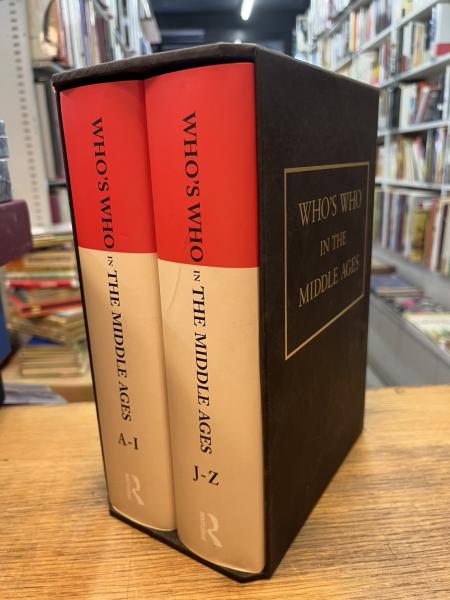 WHO'S WHO IN THE MIDDLE AGES
A-I
R
WHO'S WHO IN THE MIDDLE AGES
J-Z
R
WHO'S WHO
IN THE
MIDDLE AGES